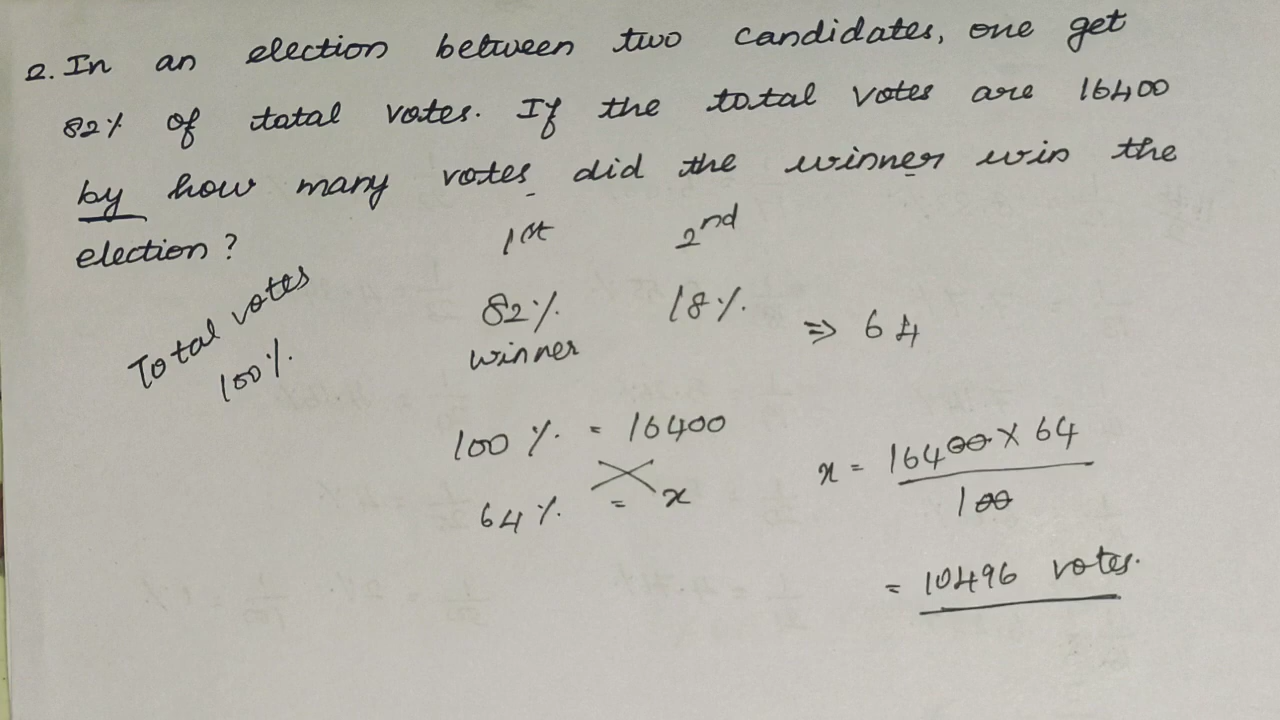 2. In an election between two candidates, one get
82% of tatal votes. If the total votes are 16400
by how many votes did the winner win the
election?
1st 2nd
Total votes
100%
82% 18% => 64
winner
100% = 16400
64% = x
x = 16400 X 64
100
= 10496 votes.